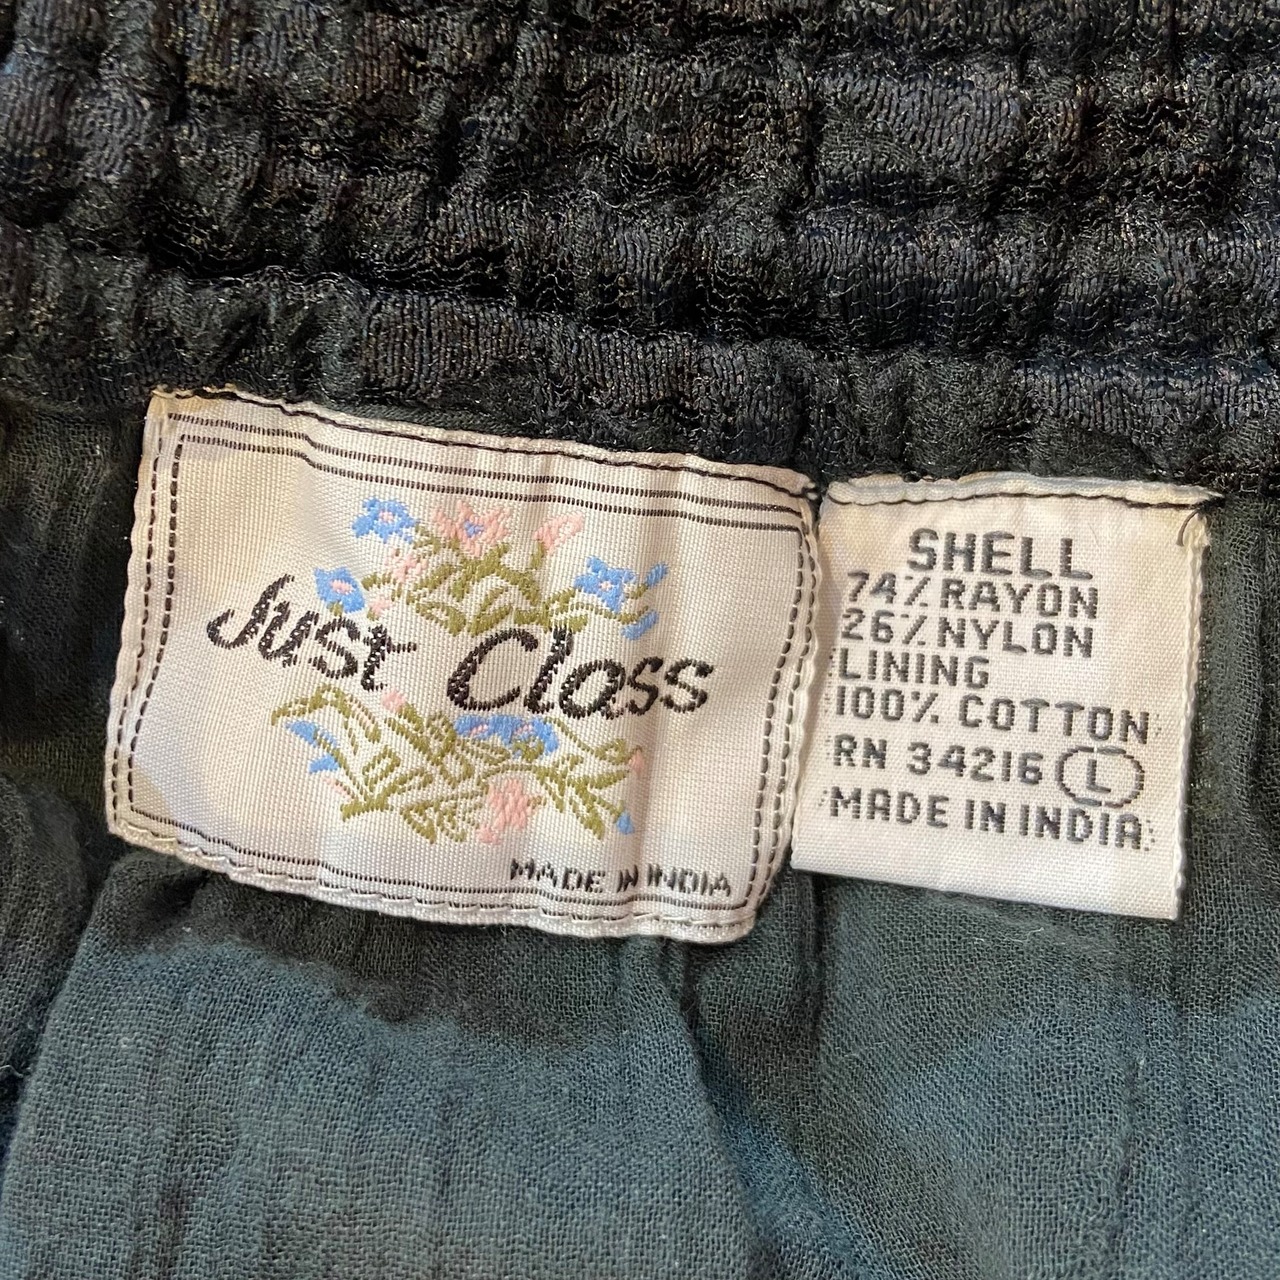 Just Class
MADE IN INDIA
SHELL
74% RAYON
26% NYLON
LINING
100% COTTON
RN 34216 L
MADE IN INDIA